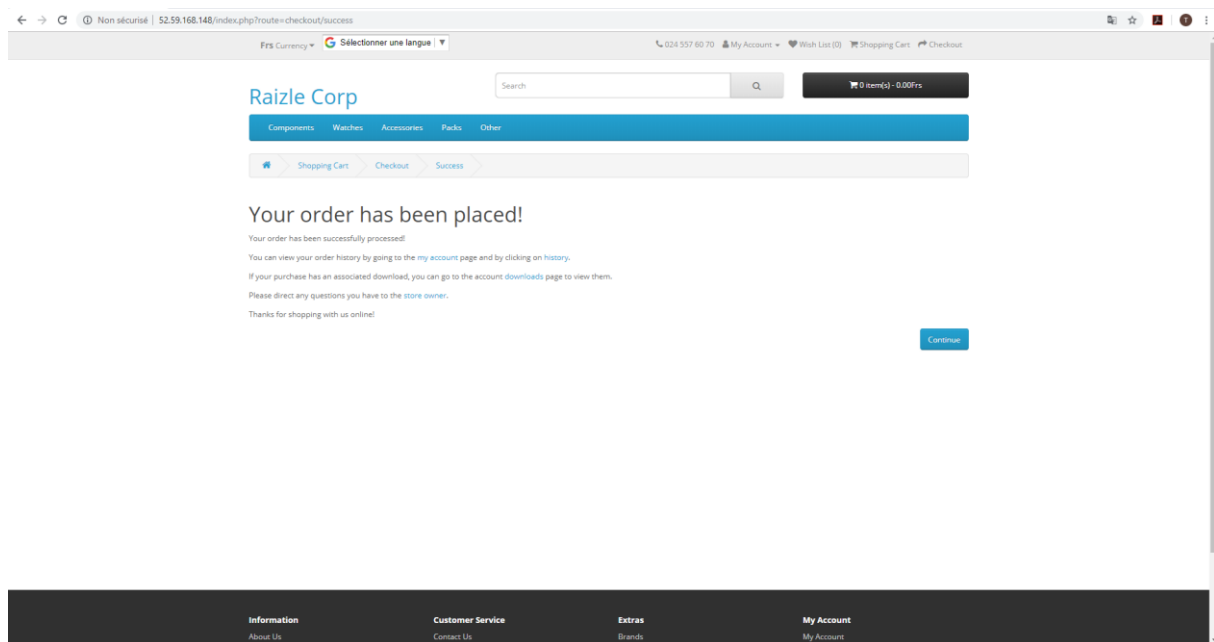 Non sécurisé | 52.59.168.148/index.php?route=checkout/success
T
Frs Currency
G Sélectionner une langue ▼
024 557 60 70 My Account Wish List (0) Shopping Cart Checkout
Raizle Corp
Search
0 item(s) - 0.00Frs
Components Watches Accessories Packs Other
Shopping Cart Checkout Success
Your order has been placed!
Your order has been successfully processed!
You can view your order history by going to the my account page and by clicking on history.
If your purchase has an associated download, you can go to the account downloads page to view them.
Please direct any questions you have to the store owner.
Thanks for shopping with us online!
Continue
Information Customer Service Extras My Account
About Us Contact Us Brands My Account